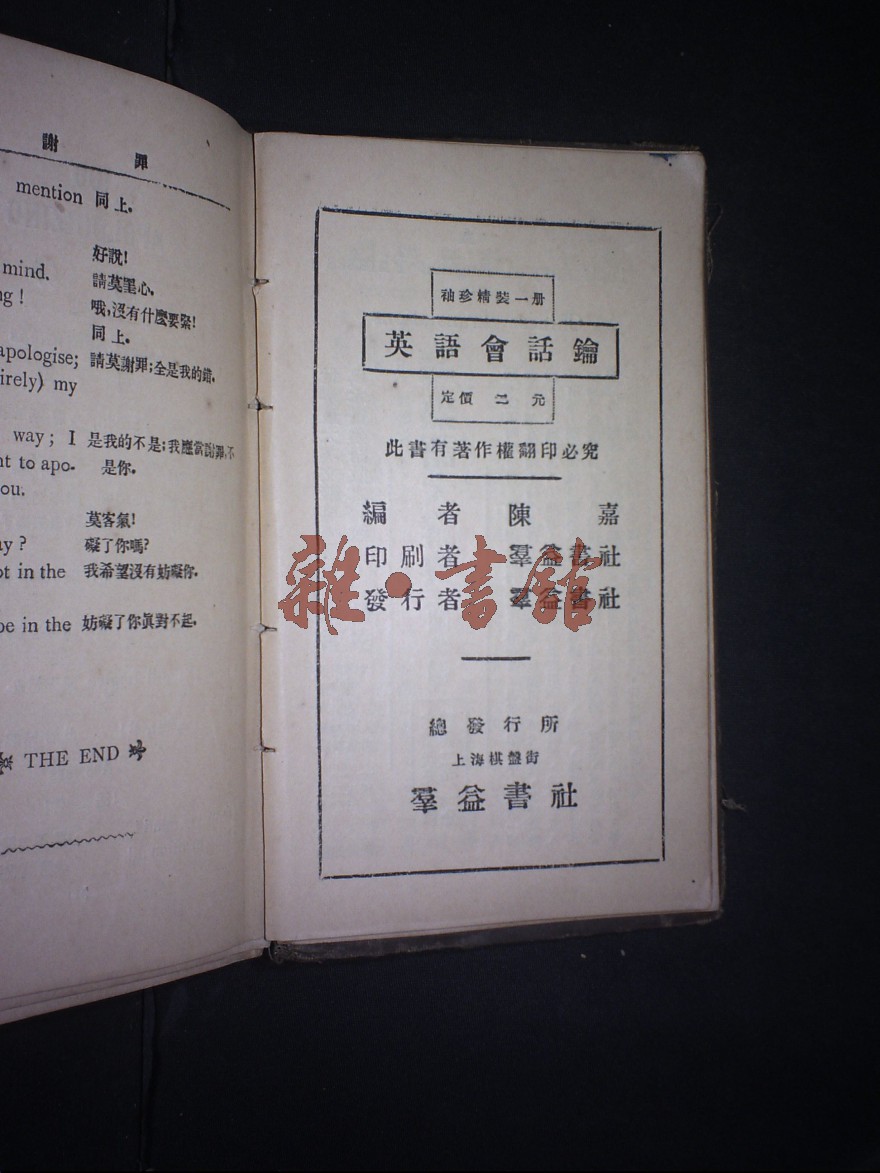 謝 罪
mention 同上.
好說!
mind. 請莫罣心.
ng! 哦,沒有什麼要緊!
同上.
apologise; 請莫謝罪;全是我的錯.
irely) my
way; I 是我的不是;我應當謝罪,不
nt to apo- 是你.
ou.
莫客氣!
ay? 礙了你嗎?
ot in the 我希望沒有妨礙你.
be in the 妨礙了你眞對不起.
THE END
袖珍精裝一册
英語會話鑰
定價 二 元
此書有著作權翻印必究
編者 陳嘉
印刷者 羣益書社
發行者 羣益書社
總發行所
上海棋盤街
羣益書社
雜·書館